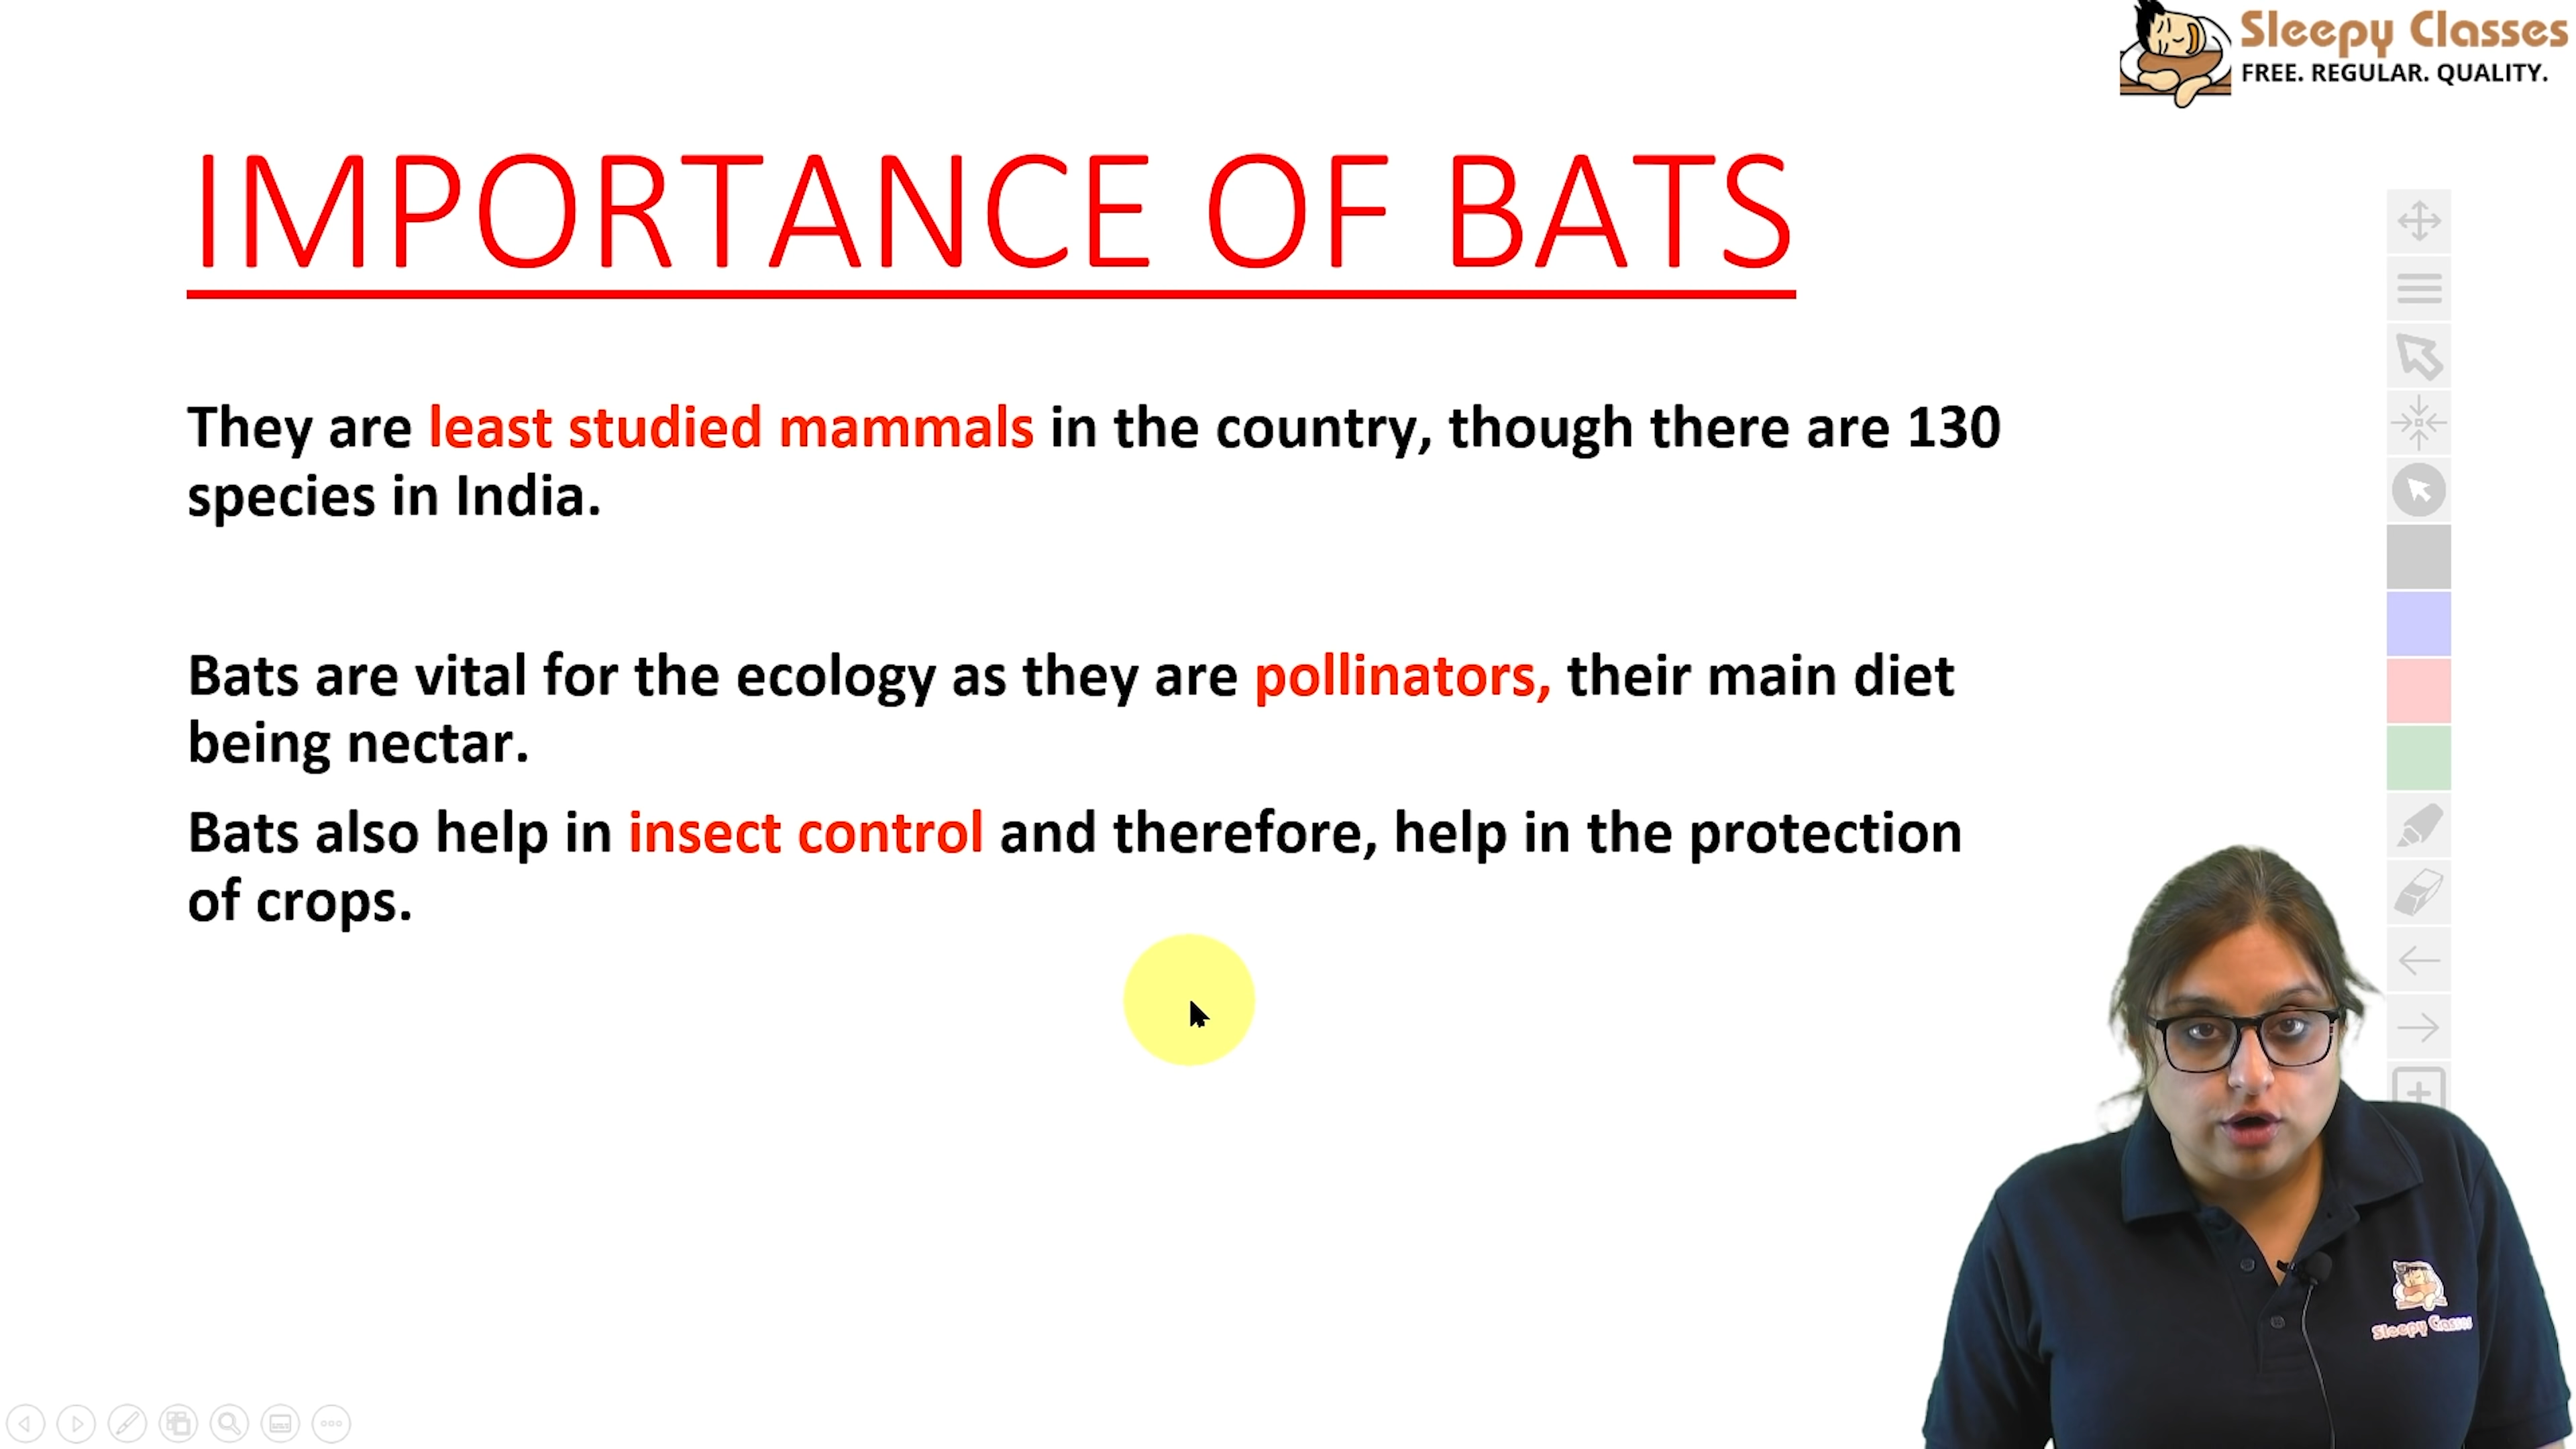 Sleepy Classes
FREE. REGULAR. QUALITY.
IMPORTANCE OF BATS
They are least studied mammals in the country, though there are 130
species in India.
Bats are vital for the ecology as they are pollinators, their main diet
being nectar.
Bats also help in insect control and therefore, help in the protection
of crops.
Sleepy